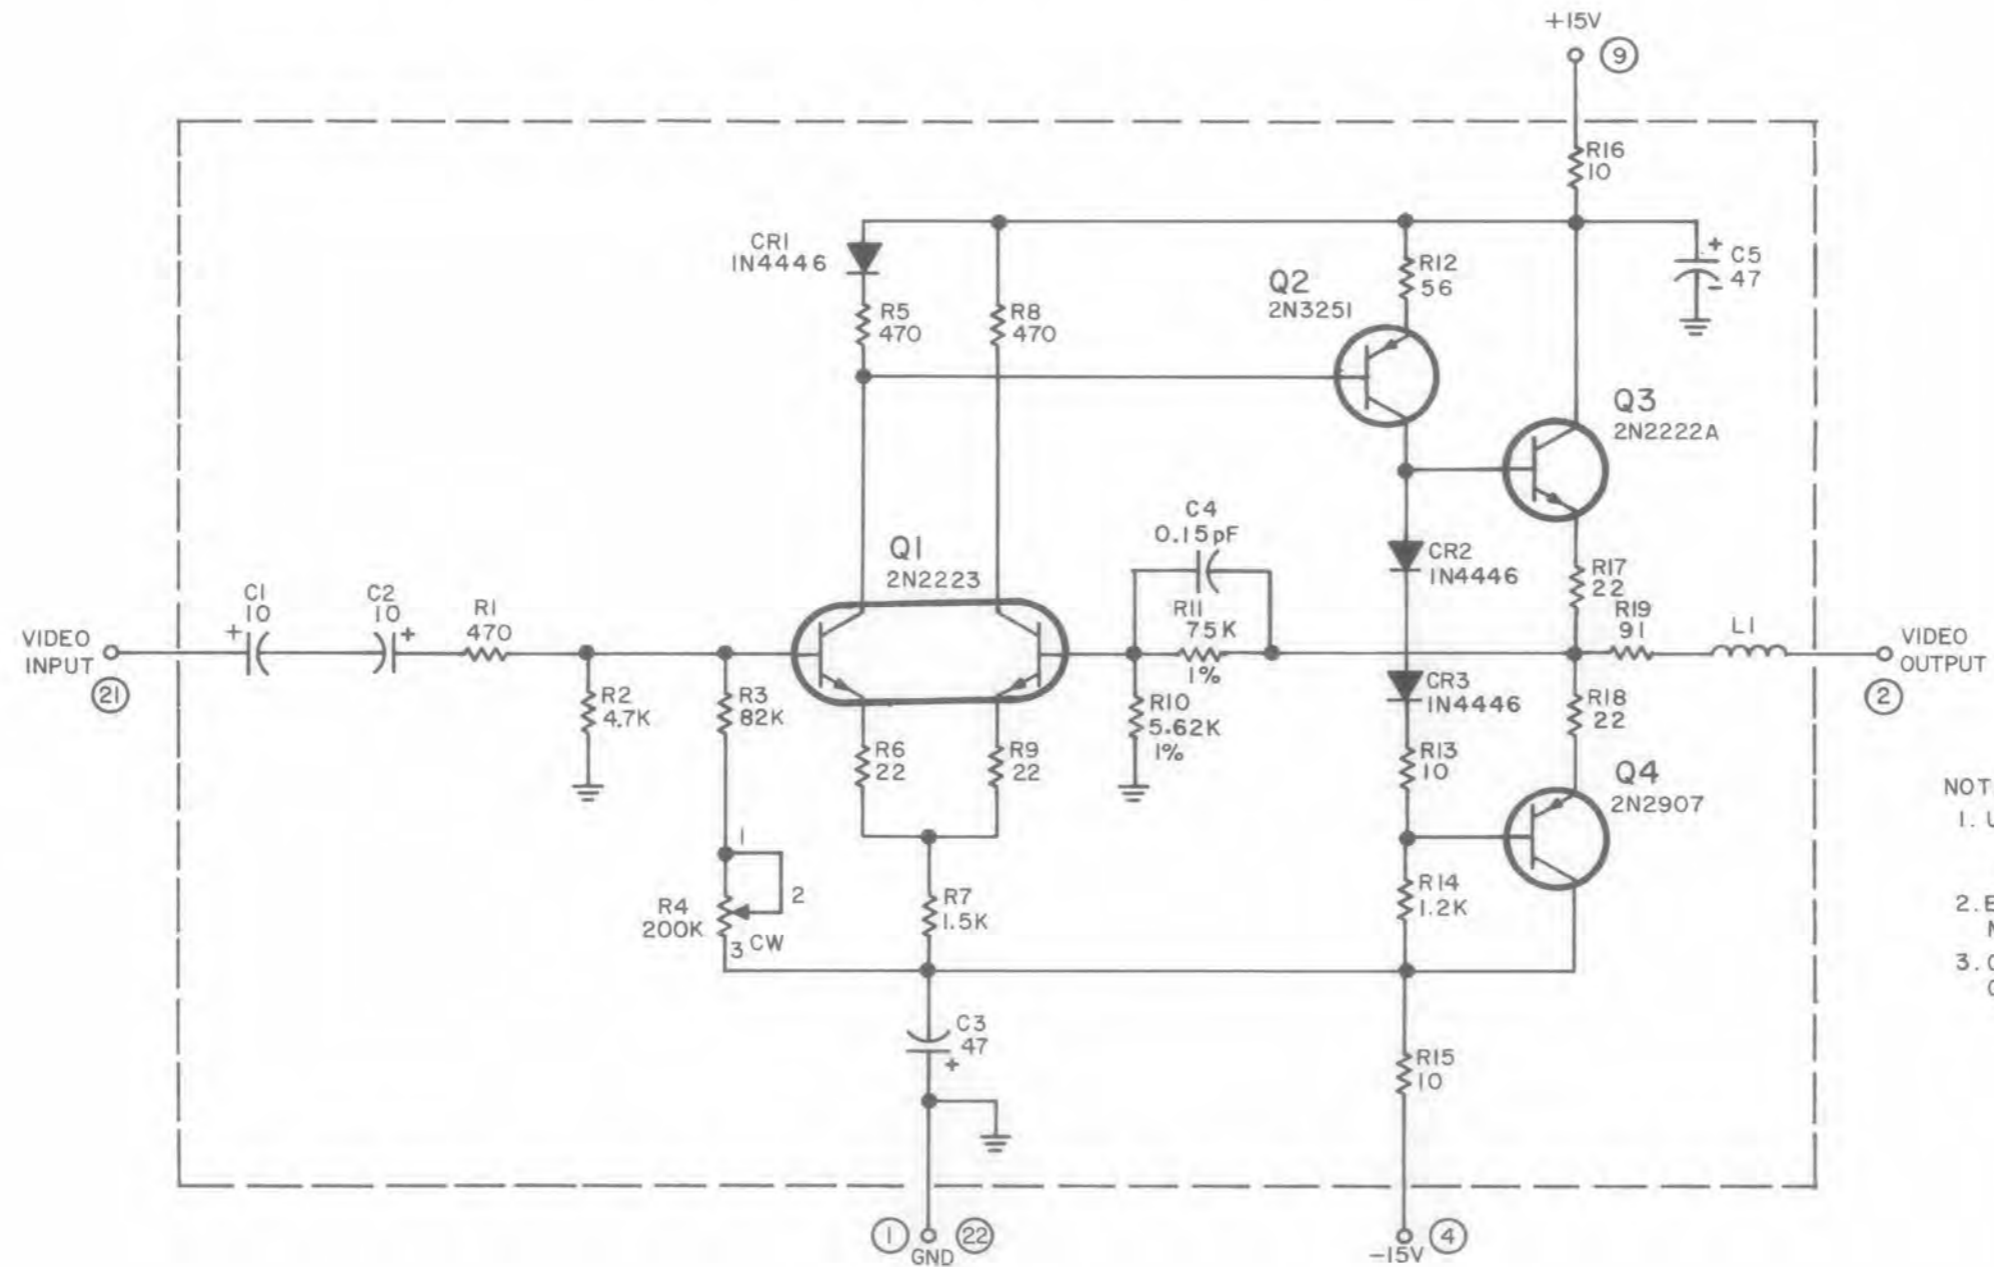 +15V
9
R16
10
CR1
1N4446
R5
470
R8
470
Q2
2N3251
R12
56
C5
47
+
-
Q3
2N2222A
C4
0.15pF
Q1
2N2223
CR2
1N4446
R17
22
C1
10
+
C2
10
+
R1
470
R11
75K
1%
R19
91
L1
VIDEO
INPUT
21
VIDEO
OUTPUT
2
R2
4.7K
R3
82K
R6
22
R9
22
R10
5.62K
1%
CR3
1N4446
R18
22
R13
10
Q4
2N2907
NOT
1. U
1
2
R4
200K
3 CW
R7
1.5K
R14
1.2K
2. E
M
3. C
C
C3
47
+
R15
10
1
22
GND
-15V
4